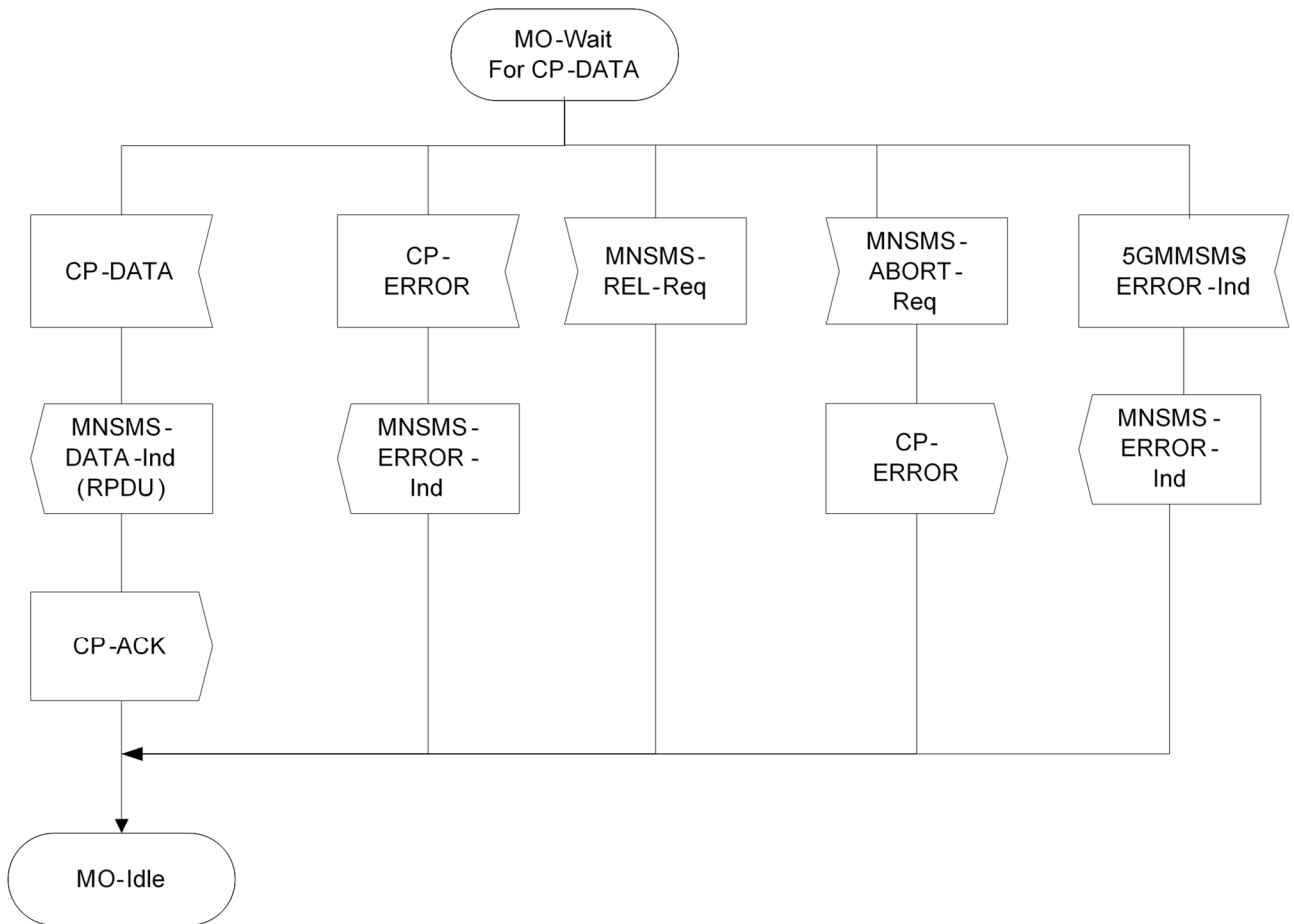 MO-Wait
For CP-DATA
CP-DATA
CP-
ERROR
MNSMS-
REL-Req
MNSMS-
ABORT-
Req
5GMMSMS-
ERROR-Ind
MNSMS-
DATA-Ind
(RPDU)
MNSMS-
ERROR-
Ind
CP-
ERROR
MNSMS-
ERROR-
Ind
CP-ACK
MO-Idle